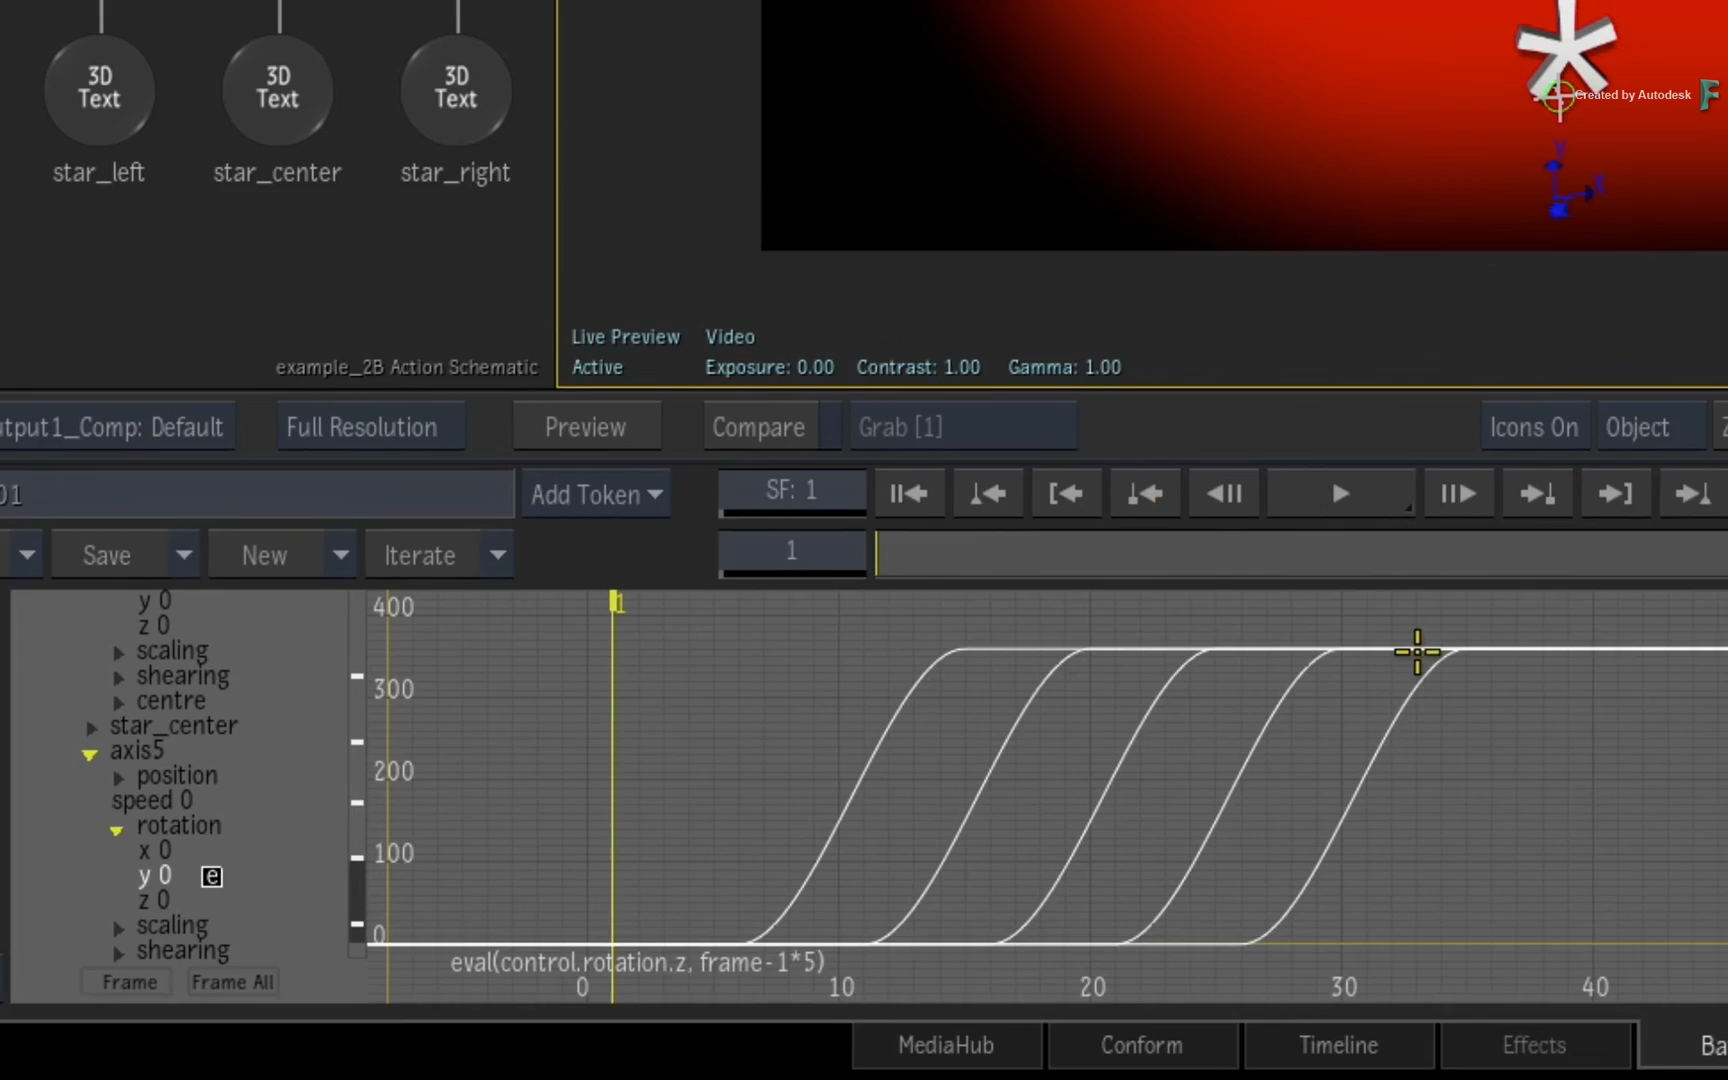 3D
Text
3D
Text
3D
Text
star_left
star_center
star_right
Created by Autodesk
Y
X
Live Preview
Video
example_2B Action Schematic
Active
Exposure: 0.00
Contrast: 1.00
Gamma: 1.00
utput1_Comp: Default
Full Resolution
Preview
Compare
Grab [1]
Icons On
Object
01
Add Token
SF: 1
Save
New
Iterate
1
y 0
z 0
scaling
shearing
centre
star_center
axis5
position
speed 0
rotation
x 0
y 0 e
z 0
scaling
shearing
Frame
Frame All
400
300
200
100
0
1
eval(control.rotation.z, frame-1*5)
0
10
20
30
40
MediaHub
Conform
Timeline
Effects
Ba